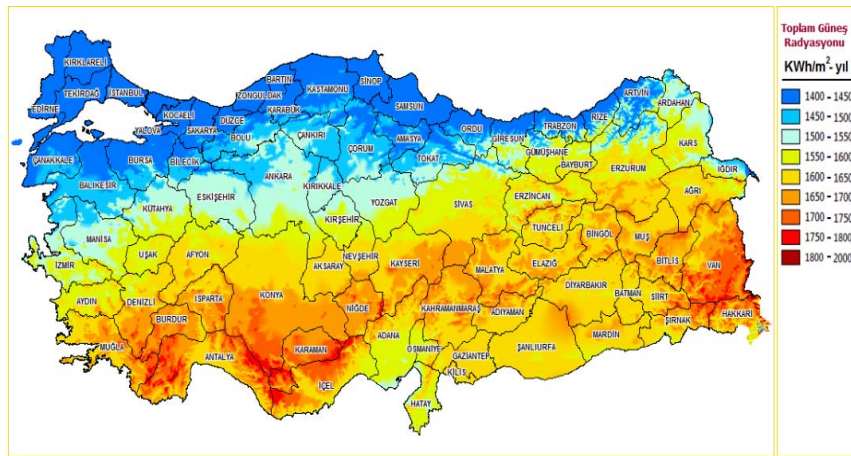 Toplam Güneş
Radyasyonu
KWh/m²- yıl
1400 - 1450
1450 - 1500
1500 - 1550
1550 - 1600
1600 - 1650
1650 - 1700
1700 - 1750
1750 - 1800
1800 - 2000
KIRKLARELİ
TEKİRDAĞ
İSTANBUL
EDİRNE
KOCAELİ
YALOVA
SAKARYA
DÜZCE
BOLU
ZONGULDAK
BARTIN
KARABÜK
KASTAMONU
SİNOP
SAMSUN
ÇANKIRI
ÇORUM
AMASYA
TOKAT
ORDU
GİRESUN
TRABZON
RİZE
ARTVİN
ARDAHAN
GÜMÜŞHANE
BAYBURT
KARS
IĞDIR
ERZURUM
AĞRI
ÇANAKKALE
BURSA
BİLECİK
BALIKESİR
ESKİŞEHİR
KÜTAHYA
ANKARA
KIRIKKALE
YOZGAT
KIRŞEHİR
SİVAS
ERZİNCAN
TUNCELİ
BİNGÖL
MUŞ
BİTLİS
VAN
MANİSA
İZMİR
UŞAK
AFYON
AKSARAY
NEVŞEHİR
KAYSERİ
MALATYA
ELAZIĞ
DİYARBAKIR
BATMAN
SİİRT
ŞIRNAK
HAKKARİ
AYDIN
DENİZLİ
ISPARTA
BURDUR
KONYA
NİĞDE
KAHRAMANMARAŞ
ADIYAMAN
MARDİN
ŞANLIURFA
MUĞLA
ANTALYA
KARAMAN
İÇEL
ADANA
OSMANİYE
GAZİANTEP
KİLİS
HATAY